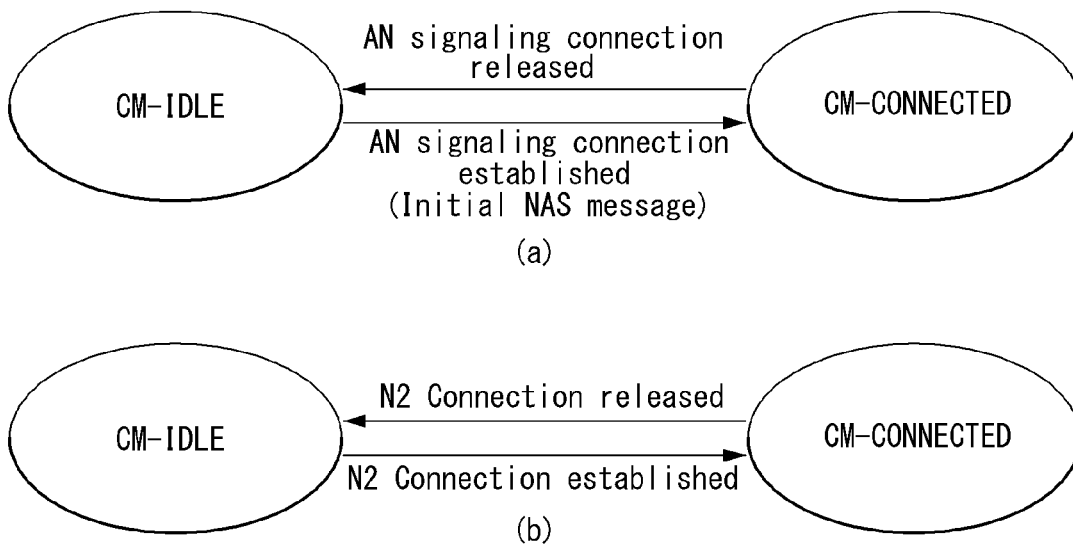 AN signaling connection
released
CM-IDLE
CM-CONNECTED
AN signaling connection
established
(Initial NAS message)
(a)
N2 Connection released
CM-IDLE
CM-CONNECTED
N2 Connection established
(b)